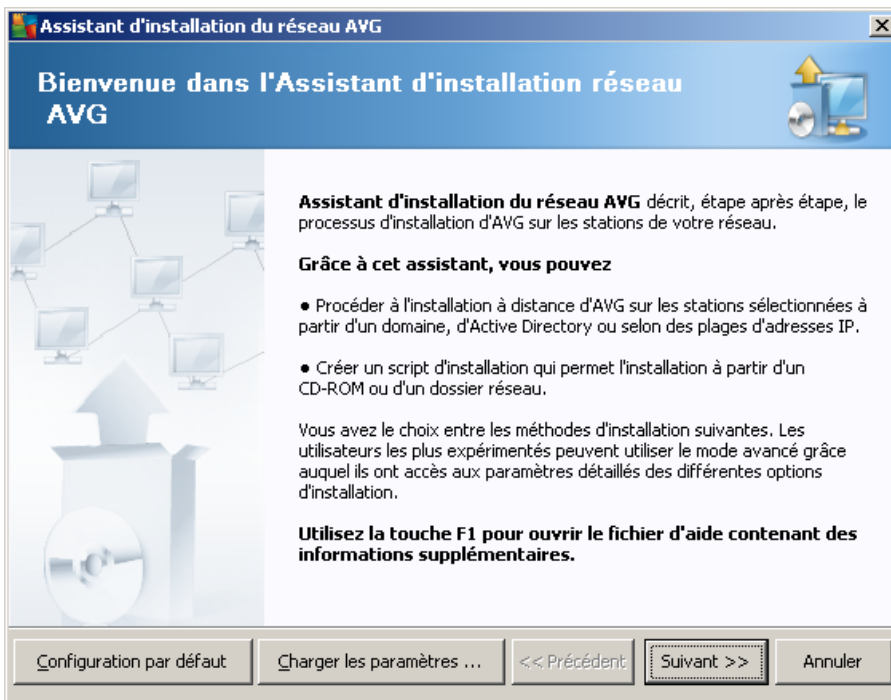 Assistant d'installation du réseau AVG
Bienvenue dans l'Assistant d'installation réseau
AVG
Assistant d'installation du réseau AVG décrit, étape après étape, le
processus d'installation d'AVG sur les stations de votre réseau.
Grâce à cet assistant, vous pouvez
● Procéder à l'installation à distance d'AVG sur les stations sélectionnées à
partir d'un domaine, d'Active Directory ou selon des plages d'adresses IP.
● Créer un script d'installation qui permet l'installation à partir d'un
CD-ROM ou d'un dossier réseau.
Vous avez le choix entre les méthodes d'installation suivantes. Les
utilisateurs les plus expérimentés peuvent utiliser le mode avancé grâce
auquel ils ont accès aux paramètres détaillés des différentes options
d'installation.
Utilisez la touche F1 pour ouvrir le fichier d'aide contenant des
informations supplémentaires.
Configuration par défaut
Charger les paramètres ...
<< Précédent
Suivant >>
Annuler